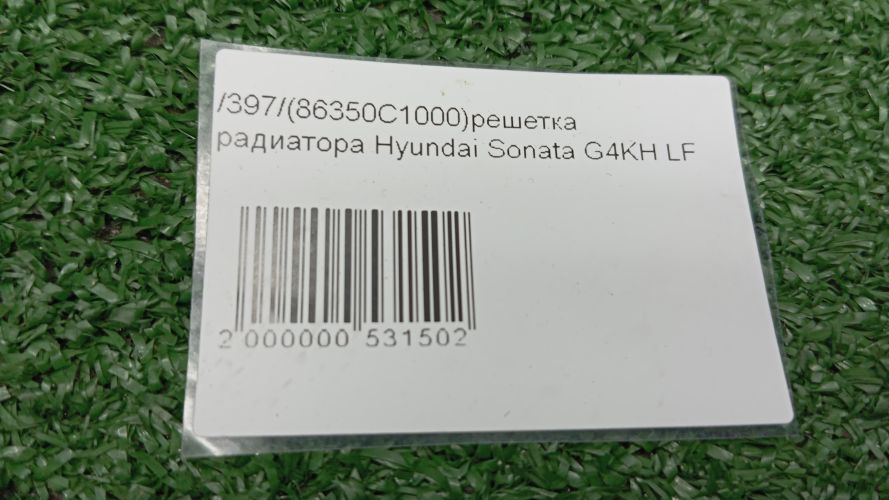 /397/(86350C1000)решетка
радиатора Hyundai Sonata G4KH LF
2 000000 531502